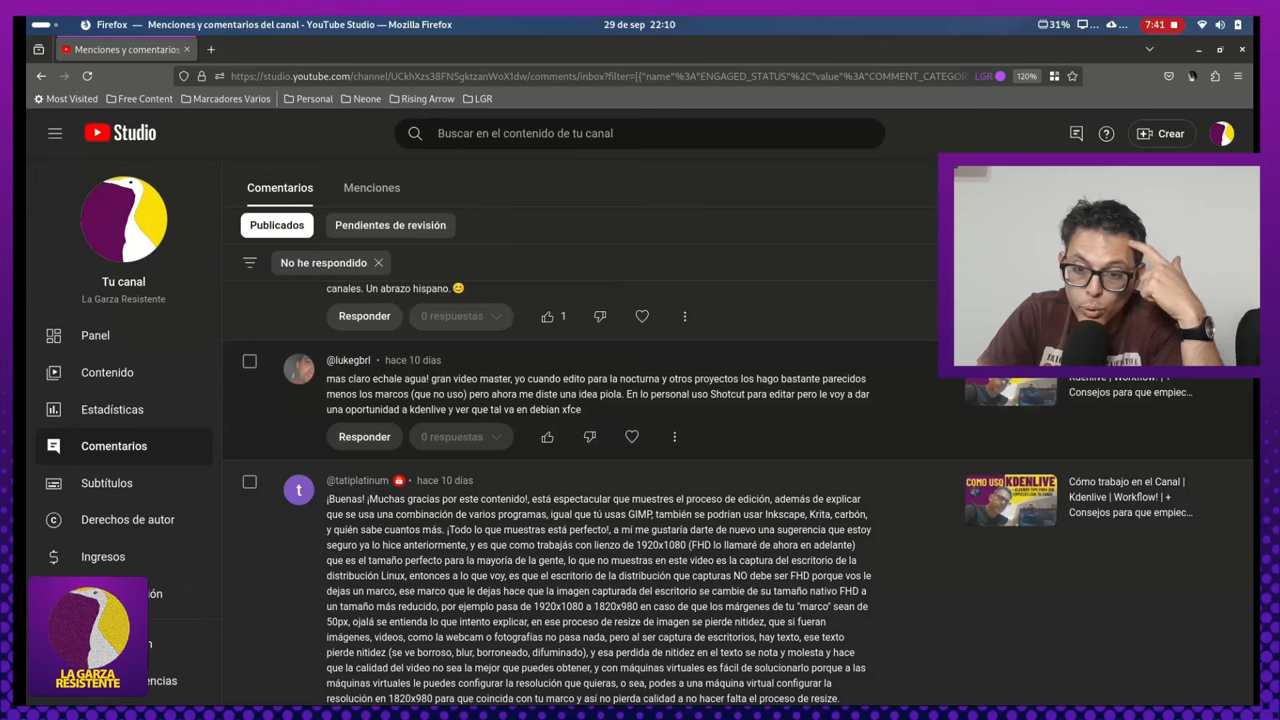 Firefox — Menciones y comentarios del canal - YouTube Studio — Mozilla Firefox
29 de sep 22:10
31%
7:41
Menciones y comentarios
https://studio.youtube.com/channel/UCkhXzs38FN5gktzanWoX1dw/comments/inbox?filter=[{"name"%3A"ENGAGED_STATUS"%2C"value"%3A"COMMENT_CATEGOR
LGR
120%
Most Visited
Free Content
Marcadores Varios
Personal
Neone
Rising Arrow
LGR
Studio
Buscar en el contenido de tu canal
Crear
Comentarios
Menciones
Publicados
Pendientes de revisión
No he respondido
Tu canal
La Garza Resistente
Panel
Contenido
Estadísticas
Comentarios
Subtítulos
Derechos de autor
Ingresos
LA GARZA
RESISTENTE
canales. Un abrazo hispano. 😊
Responder
0 respuestas
1
@lukegbrl • hace 10 días
mas claro echale agua! gran video master, yo cuando edito para la nocturna y otros proyectos los hago bastante parecidos
menos los marcos (que no uso) pero ahora me diste una idea piola. En lo personal uso Shotcut para editar pero le voy a dar
una oportunidad a kdenlive y ver que tal va en debian xfce
Responder
0 respuestas
Kdenlive | Workflow! | +
Consejos para que empiec...
t
@tatiplatinum • hace 10 días
¡Buenas! ¡Muchas gracias por este contenido!, está espectacular que muestres el proceso de edición, además de explicar
que se usa una combinación de varios programas, igual que tú usas GIMP, también se podrían usar Inkscape, Krita, carbón,
y quién sabe cuantos más. ¡Todo lo que muestras está perfecto!, a mí me gustaría darte de nuevo una sugerencia que estoy
seguro ya lo hice anteriormente, y es que como trabajás con lienzo de 1920x1080 (FHD lo llamaré de ahora en adelante)
que es el tamaño perfecto para la mayoría de la gente, lo que no muestras en este video es la captura del escritorio de la
distribución Linux, entonces a lo que voy, es que el escritorio de la distribución que capturas NO debe ser FHD porque vos le
dejas un marco, ese marco que le dejas hace que la imagen capturada del escritorio se cambie de su tamaño nativo FHD a
un tamaño más reducido, por ejemplo pasa de 1920x1080 a 1820x980 en caso de que los márgenes de tu "marco" sean de
50px, ojalá se entienda lo que intento explicar, en ese proceso de resize de imagen se pierde nitidez, que si fueran
imágenes, videos, como la webcam o fotografías no pasa nada, pero al ser captura de escritorios, hay texto, ese texto
pierde nitidez (se ve borroso, blur, borroneado, difuminado), y esa perdida de nitidez en el texto se nota y molesta y hace
que la calidad del video no sea la mejor que puedes obtener, y con máquinas virtuales es fácil de solucionarlo porque a las
máquinas virtuales le puedes configurar la resolución que quieras, o sea, podes a una máquina virtual configurar la
resolución en 1820x980 para que coincida con tu marco y así no pierda calidad a no hacer falta el proceso de resize.
COMO USO
KDENLIVE
Cómo trabajo en el Canal |
Kdenlive | Workflow! | +
Consejos para que empiec...